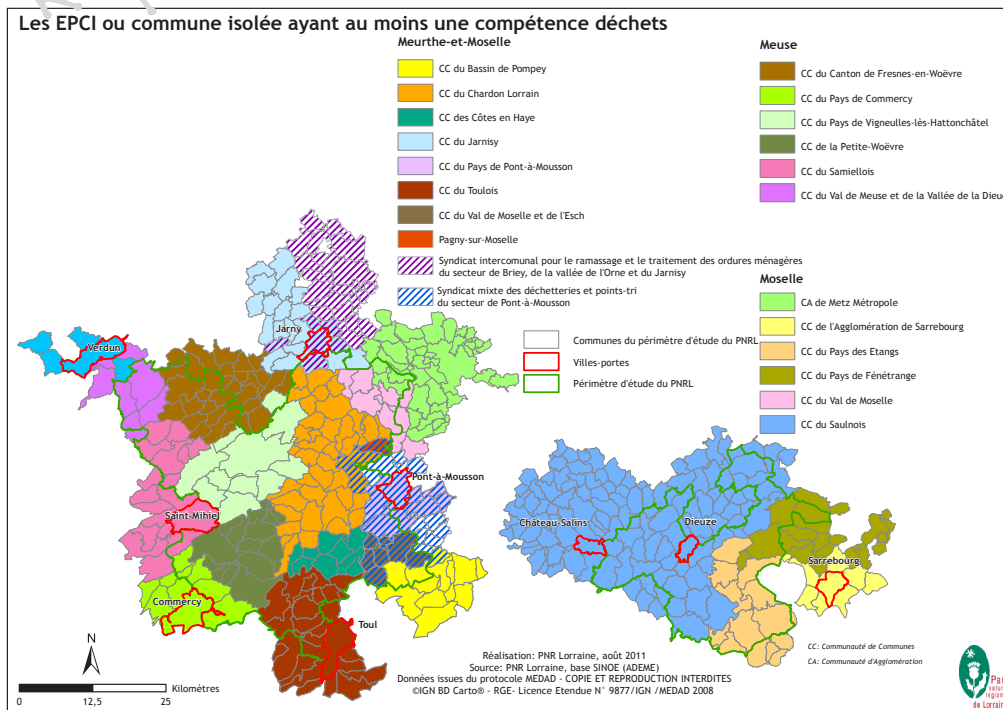 Les EPCI ou commune isolée ayant au moins une compétence déchets
Meurthe-et-Moselle
CC du Bassin de Pompey
CC du Chardon Lorrain
CC des Côtes en Haye
CC du Jarnisy
CC du Pays de Pont-à-Mousson
CC du Toulois
CC du Val de Moselle et de l'Esch
Pagny-sur-Moselle
Syndicat intercomunal pour le ramassage et le traitement des ordures ménagères
du secteur de Briey, de la vallée de l'Orne et du Jarnisy
Syndicat mixte des déchetteries et points-tri
du secteur de Pont-à-Mousson
Communes du périmètre d'étude du PNRL
Villes-portes
Périmètre d'étude du PNRL
Meuse
CC du Canton de Fresnes-en-Woëvre
CC du Pays de Commercy
CC du Pays de Vigneulles-lès-Hattonchâtel
CC de la Petite-Woëvre
CC du Samiellois
CC du Val de Meuse et de la Vallée de la Dieue
Moselle
CA de Metz Métropole
CC de l'Agglomération de Sarrebourg
CC du Pays des Etangs
CC du Pays de Fénétrange
CC du Val de Moselle
CC du Saulnois
Jarny
Verdun
Pont-à-Mousson
Saint-Mihiel
Château-Salins
Dieuze
Sarrebourg
Commercy
Toul
N
Kilomètres
0 12,5 25
Réalisation: PNR Lorraine, août 2011
Source: PNR Lorraine, base SINOE (ADEME)
Données issues du protocole MEDAD - COPIE ET REPRODUCTION INTERDITES
©IGN BD Carto® - RGE- Licence Etendue N° 9877/IGN /MEDAD 2008
CC: Communauté de Communes
CA: Communauté d'Agglomération
Parc
naturel
régional
de Lorraine